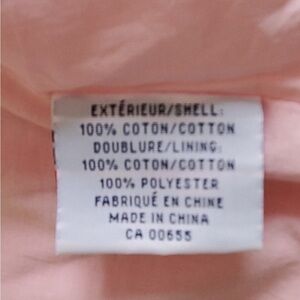 EXTÉRIEUR/SHELL:
100% COTON/COTTON
DOUBLURE/LINING:
100% COTON/COTTON
100% POLYESTER
FABRIQUÉ EN CHINE
MADE IN CHINA
CA 00655